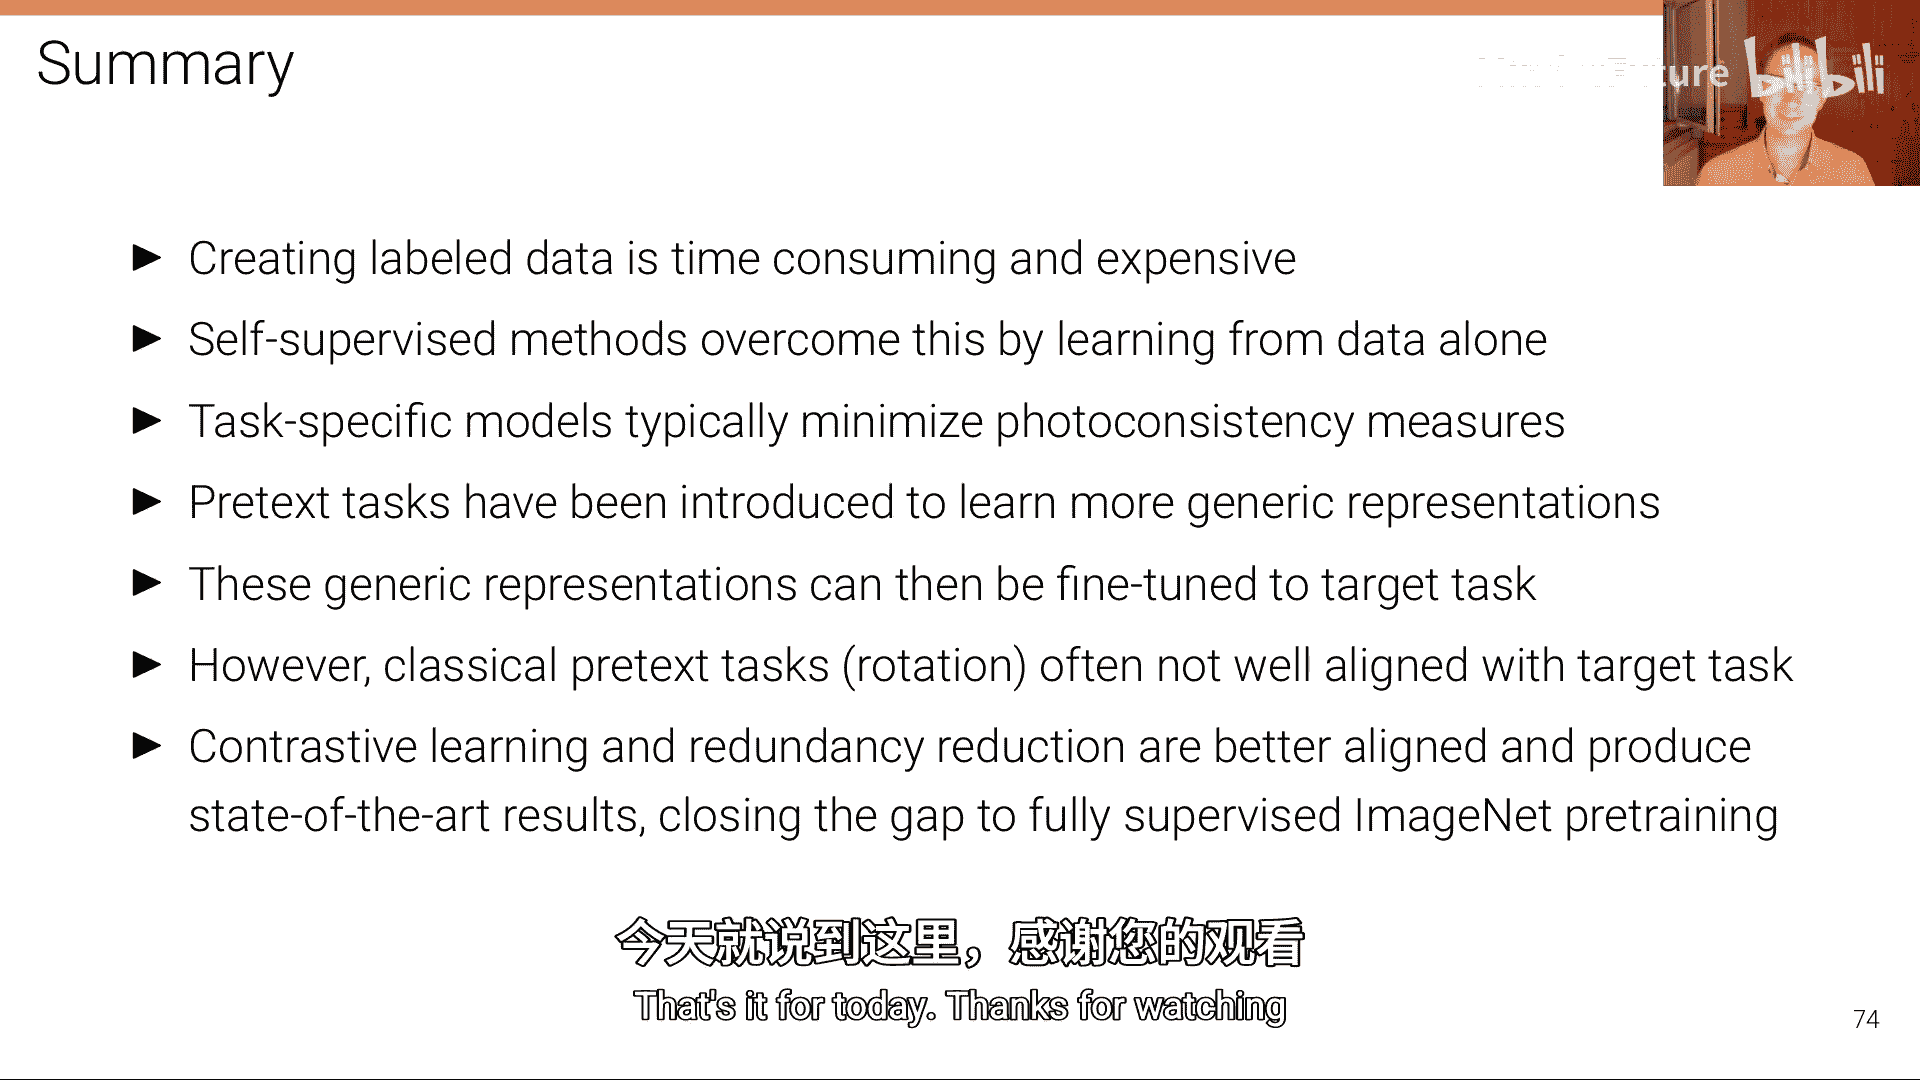 Summary
ture bilibili
► Creating labeled data is time consuming and expensive
► Self-supervised methods overcome this by learning from data alone
► Task-specific models typically minimize photoconsistency measures
► Pretext tasks have been introduced to learn more generic representations
► These generic representations can then be fine-tuned to target task
► However, classical pretext tasks (rotation) often not well aligned with target task
► Contrastive learning and redundancy reduction are better aligned and produce
state-of-the-art results, closing the gap to fully supervised ImageNet pretraining
今天就说到这里，感谢您的观看
That's it for today. Thanks for watching
74